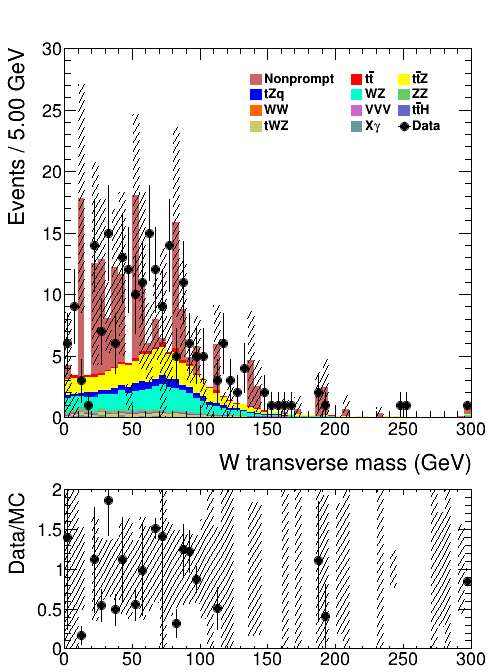 Events / 5.00 GeV
30
25
20
15
10
5
0
Nonprompt tt̄ tt̄Z
tZq WZ ZZ
WW VVV tt̄H
tWZ Xγ Data
0 50 100 150 200 250 300
W transverse mass (GeV)
Data/MC
2
1.5
1
0.5
0
0 50 100 150 200 250 300